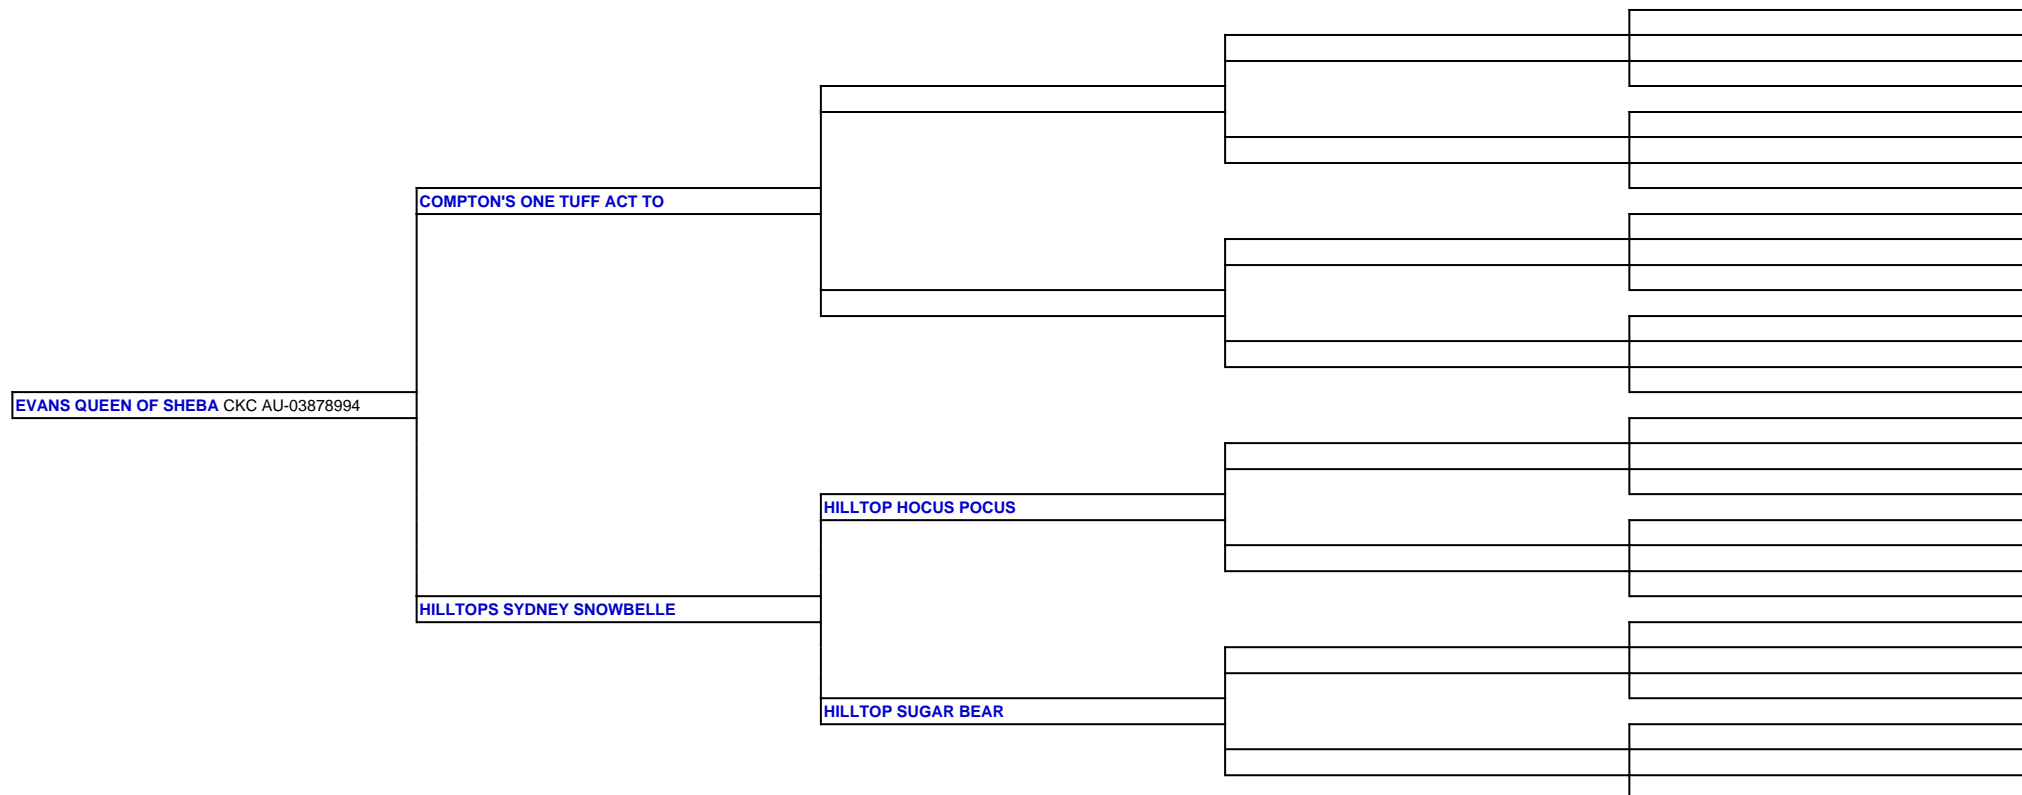 COMPTON'S ONE TUFF ACT TO
EVANS QUEEN OF SHEBA CKC AU-03878994
HILLTOP HOCUS POCUS
HILLTOPS SYDNEY SNOWBELLE
HILLTOP SUGAR BEAR